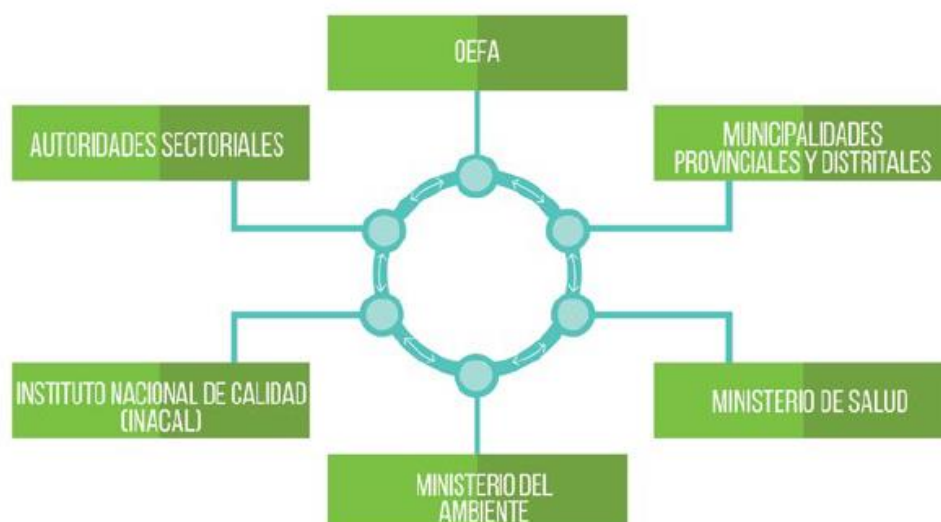 OEFA
AUTORIDADES SECTORIALES
MUNICIPALIDADES
PROVINCIALES Y DISTRITALES
INSTITUTO NACIONAL DE CALIDAD
(INACAL)
MINISTERIO DE SALUD
MINISTERIO DEL
AMBIENTE